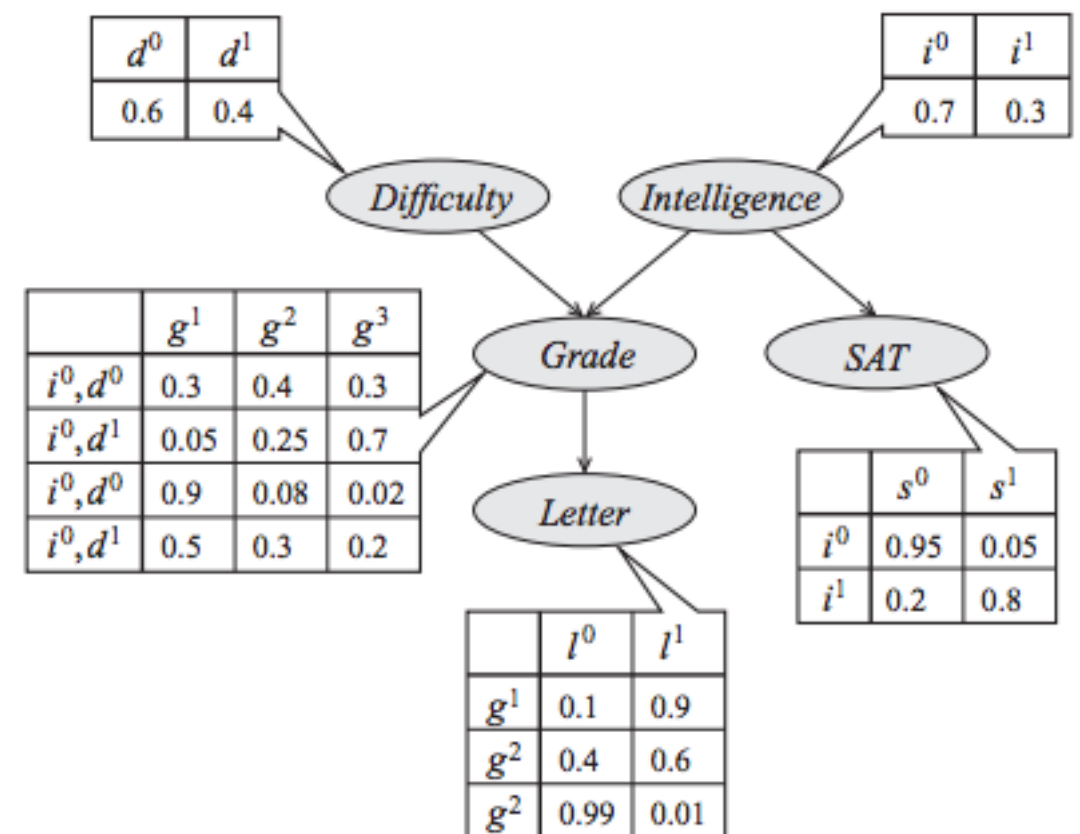 d⁰ d¹
0.6 0.4
i⁰ i¹
0.7 0.3
Difficulty
Intelligence
g¹ g² g³
i⁰,d⁰ 0.3 0.4 0.3
i⁰,d¹ 0.05 0.25 0.7
i⁰,d⁰ 0.9 0.08 0.02
i⁰,d¹ 0.5 0.3 0.2
Grade
SAT
Letter
s⁰ s¹
i⁰ 0.95 0.05
i¹ 0.2 0.8
l⁰ l¹
g¹ 0.1 0.9
g² 0.4 0.6
g² 0.99 0.01